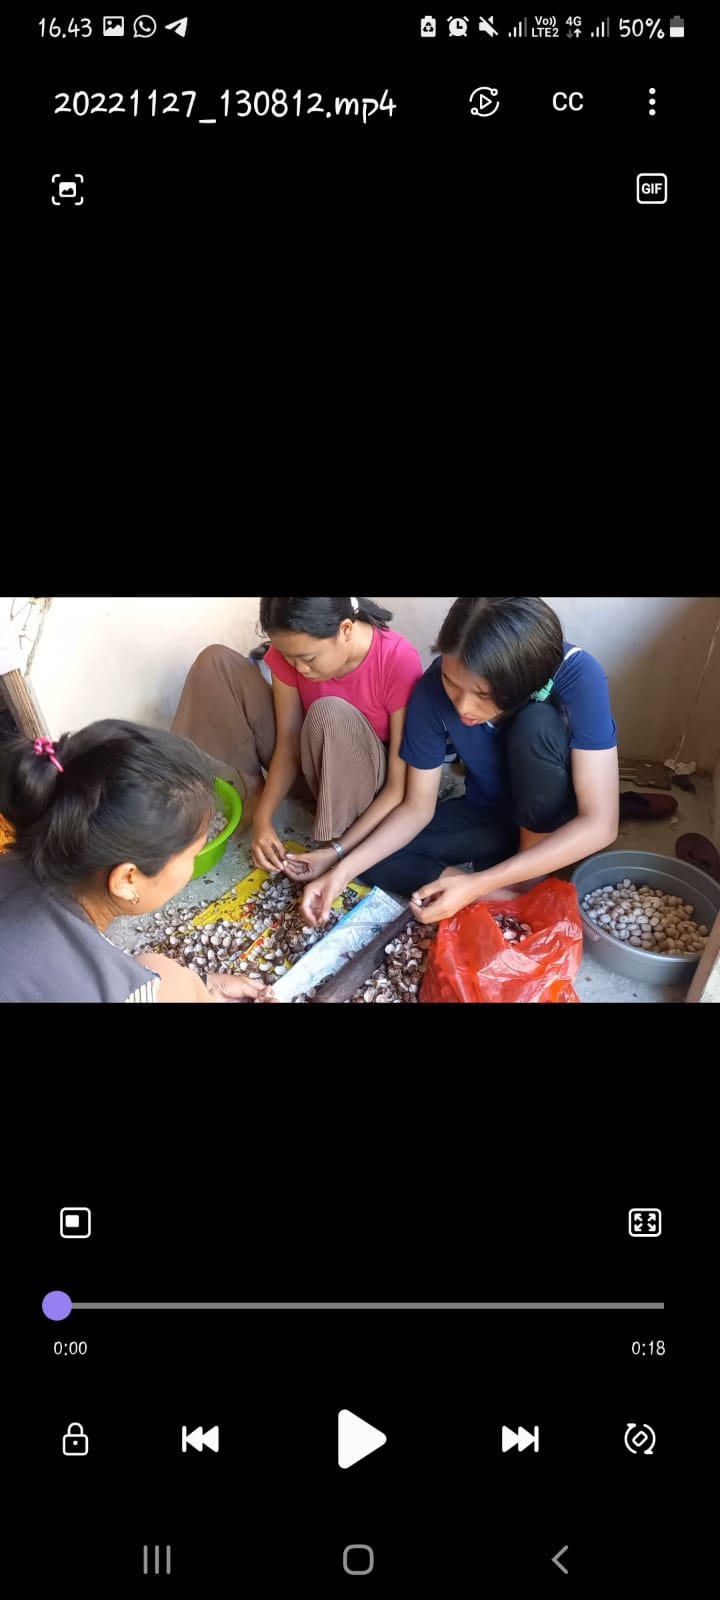 16.43 Vo)) LTE2 4G 50%
20221127_130812.mp4 CC
GIF
0:00 0:18